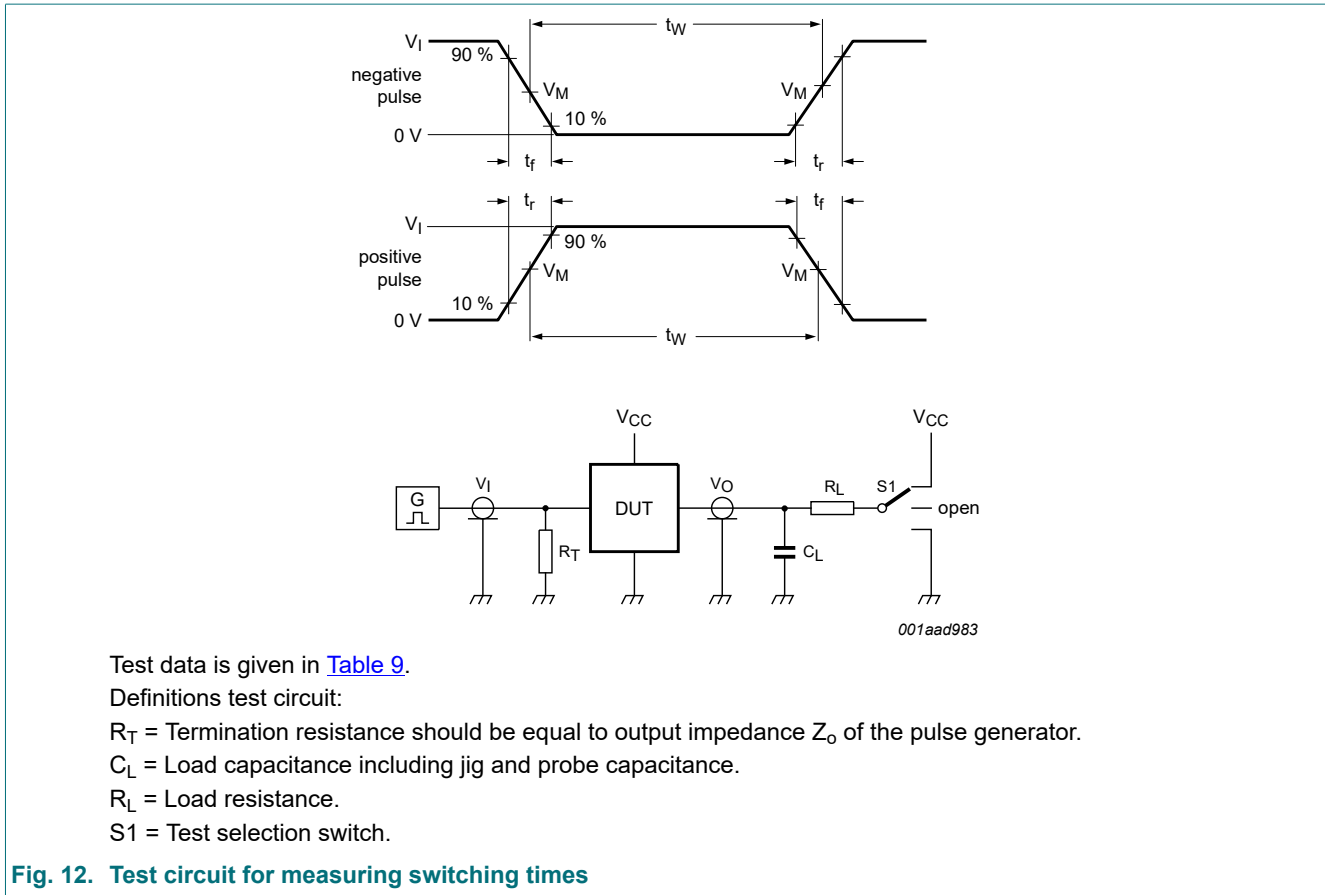 tW
VI
90 %
negative
pulse
VM
VM
10 %
0 V
tf
tr
tr
tf
VI
90 %
positive
pulse
VM
VM
10 %
0 V
tW
VCC
VCC
G
VI
DUT
VO
RL
S1
open
RT
CL
001aad983
Test data is given in Table 9.
Definitions test circuit:
RT = Termination resistance should be equal to output impedance Zo of the pulse generator.
CL = Load capacitance including jig and probe capacitance.
RL = Load resistance.
S1 = Test selection switch.
Fig. 12. Test circuit for measuring switching times